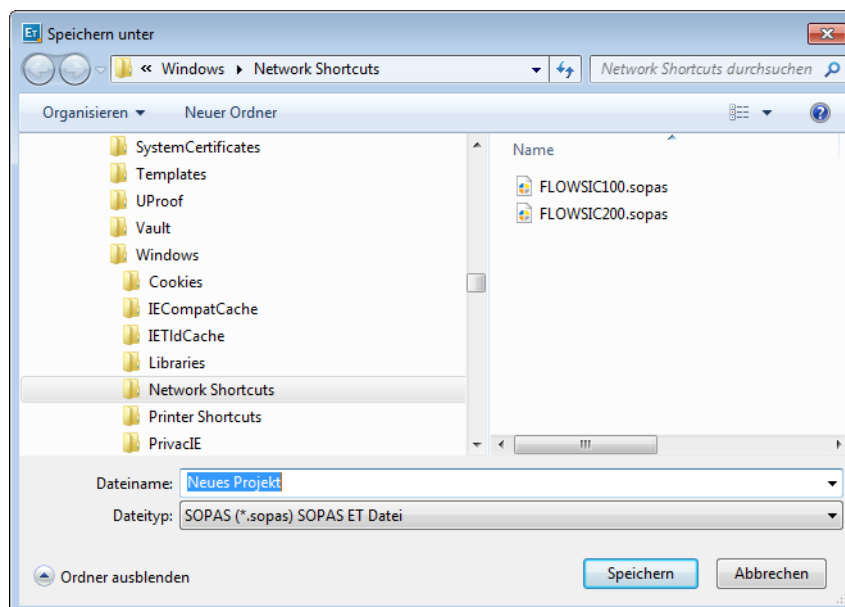 ET Speichern unter
« Windows Network Shortcuts
Network Shortcuts durchsuchen
Organisieren Neuer Ordner
SystemCertificates
Templates
UProof
Vault
Windows
Cookies
IECompatCache
IETldCache
Libraries
Network Shortcuts
Printer Shortcuts
PrivacIE
Name
FLOWSIC100.sopas
FLOWSIC200.sopas
Dateiname: Neues Projekt
Dateityp: SOPAS (*.sopas) SOPAS ET Datei
Ordner ausblenden
Speichern Abbrechen